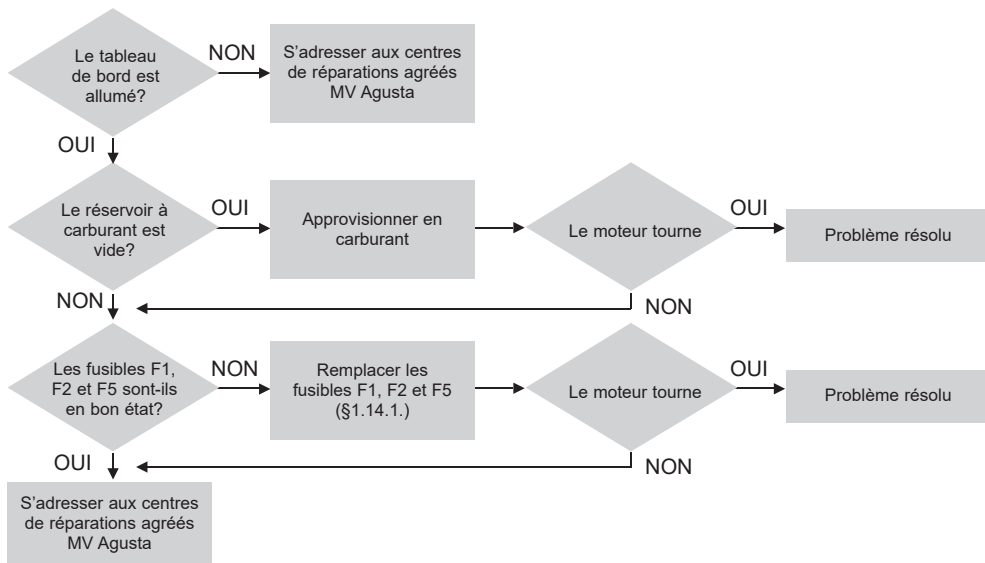 Le tableau
de bord est
allumé?
NON
S’adresser aux centres
de réparations agréés
MV Agusta
OUI
Le réservoir à
carburant est
vide?
OUI
Approvisionner en
carburant
Le moteur tourne
OUI
Problème résolu
NON
NON
Les fusibles F1,
F2 et F5 sont-ils
en bon état?
NON
Remplacer les
fusibles F1, F2 et F5
(§1.14.1.)
Le moteur tourne
OUI
Problème résolu
OUI
NON
S’adresser aux centres
de réparations agréés
MV Agusta